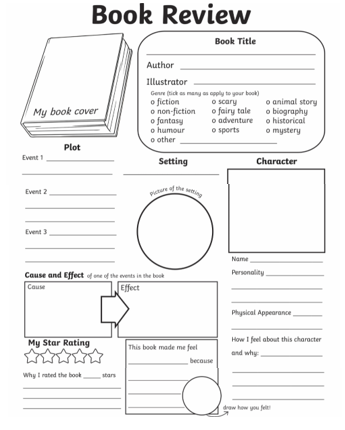 Book Review
My book cover
Book Title
Author
Illustrator
Genre (tick as many as apply to your book)
o fiction o scary o animal story
o non-fiction o fairy tale o biography
o fantasy o adventure o historical
o humour o sports o mystery
o other
Plot
Event 1
Event 2
Event 3
Setting
Picture of the setting
Character
Name
Personality
Physical Appearance
How I feel about this character
and why:
Cause and Effect of one of the events in the book
Cause
Effect
My Star Rating
Why I rated the book _____ stars
This book made me feel
because
draw how you felt!